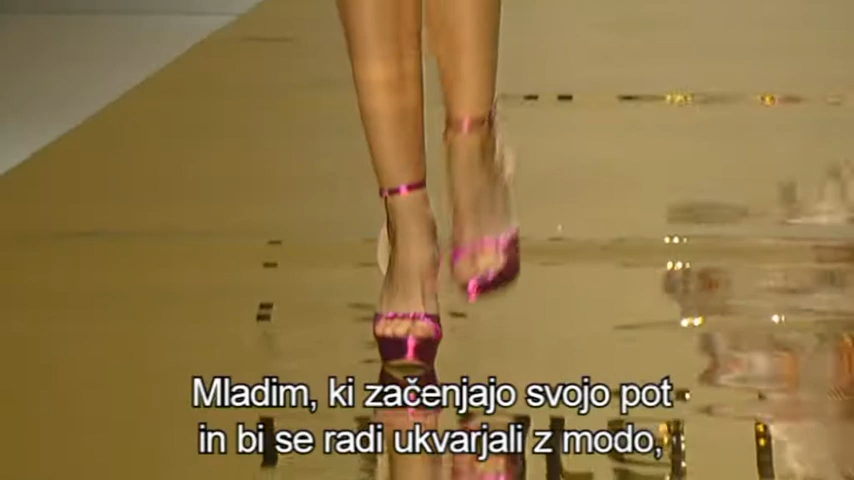 Mladim, ki začenjajo svojo pot
in bi se radi ukvarjali z modo,